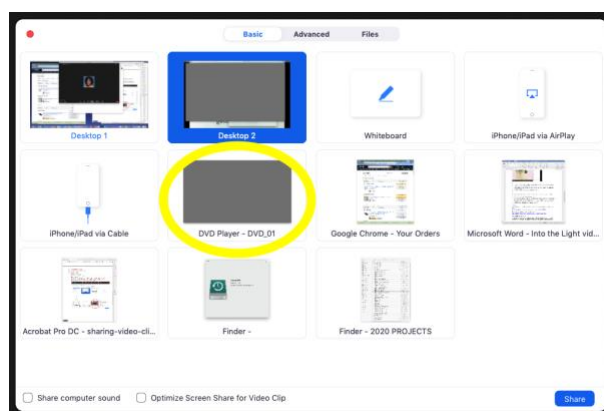 Basic Advanced Files
Desktop 1 Desktop 2 Whiteboard iPhone/iPad via AirPlay
iPhone/iPad via Cable DVD Player - DVD_01 Google Chrome - Your Orders Microsoft Word - Into the Light vid...
Acrobat Pro DC - sharing-video-cli... Finder - Finder - 2020 PROJECTS
Share computer sound Optimize Screen Share for Video Clip Share